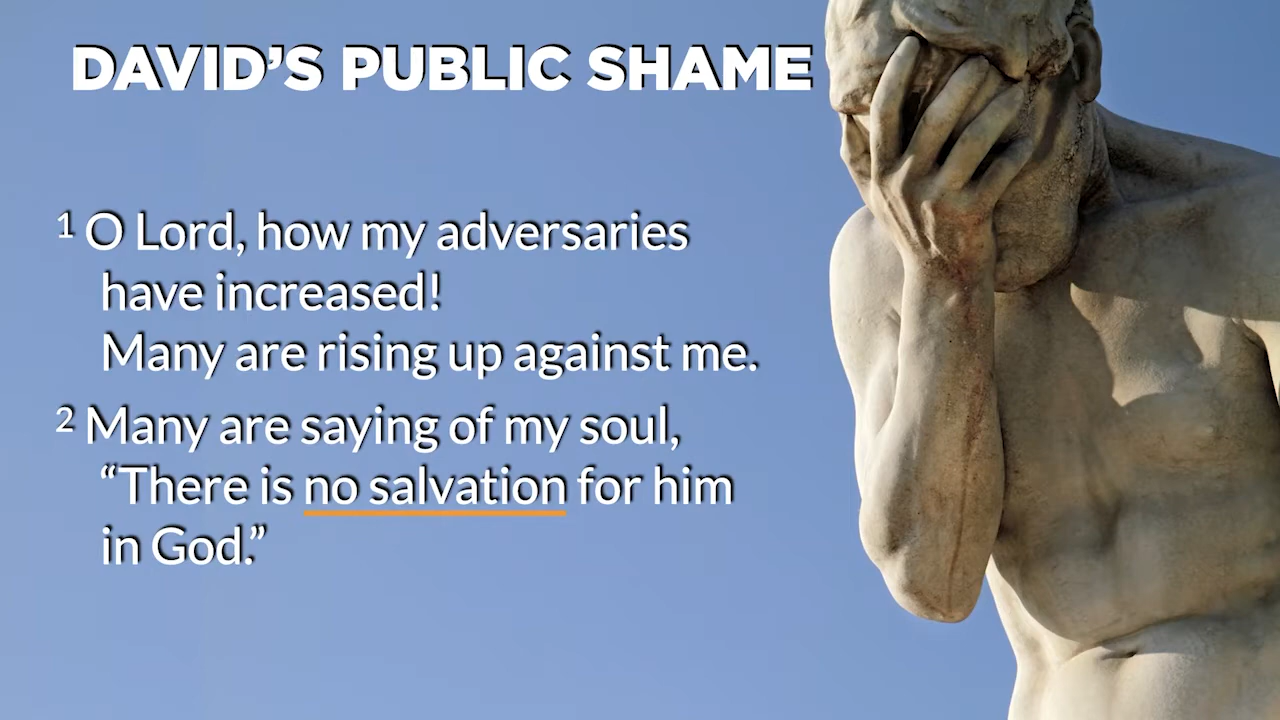 DAVID’S PUBLIC SHAME
1 O Lord, how my adversaries
have increased!
Many are rising up against me.
2 Many are saying of my soul,
“There is no salvation for him
in God.”